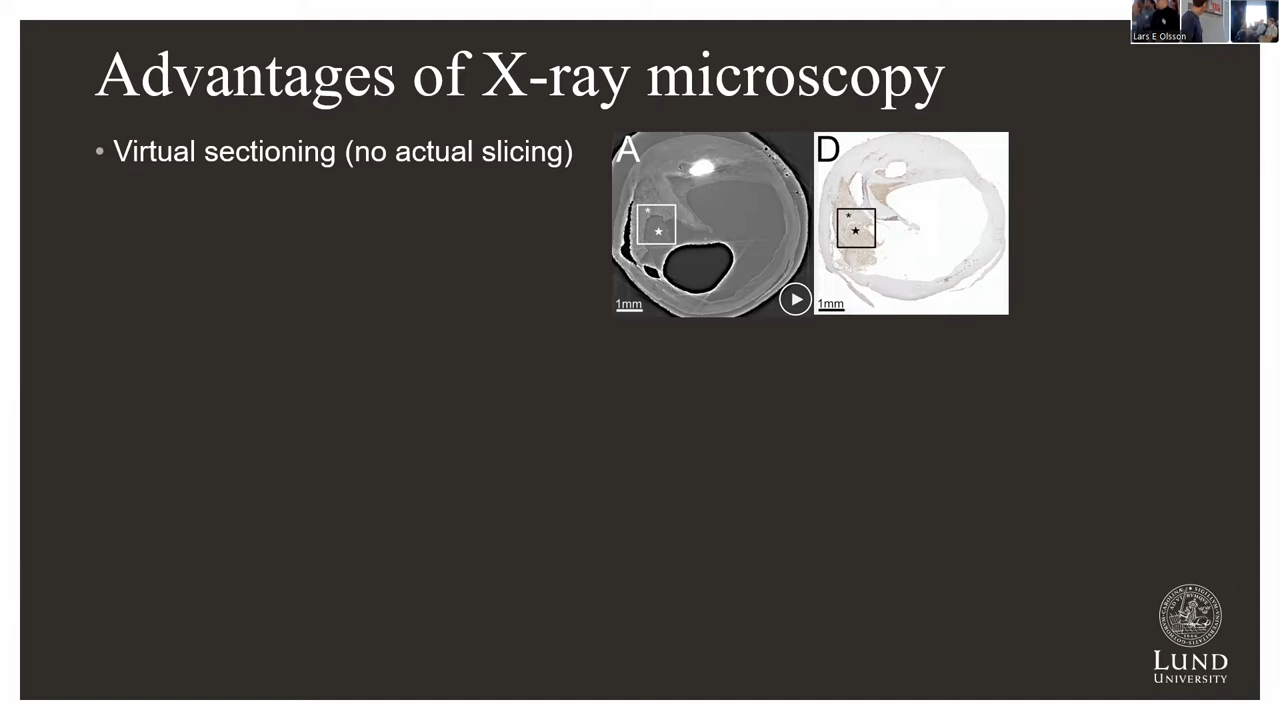 Lars E Olsson
Advantages of X-ray microscopy
• Virtual sectioning (no actual slicing)
A
D
1mm
1mm
LUND
UNIVERSITY